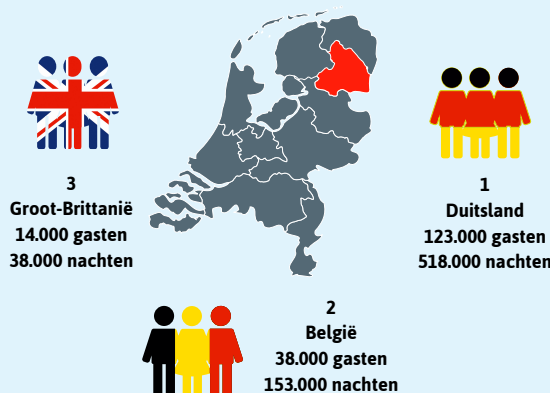 3
Groot-Brittanië
14.000 gasten
38.000 nachten
1
Duitsland
123.000 gasten
518.000 nachten
2
België
38.000 gasten
153.000 nachten